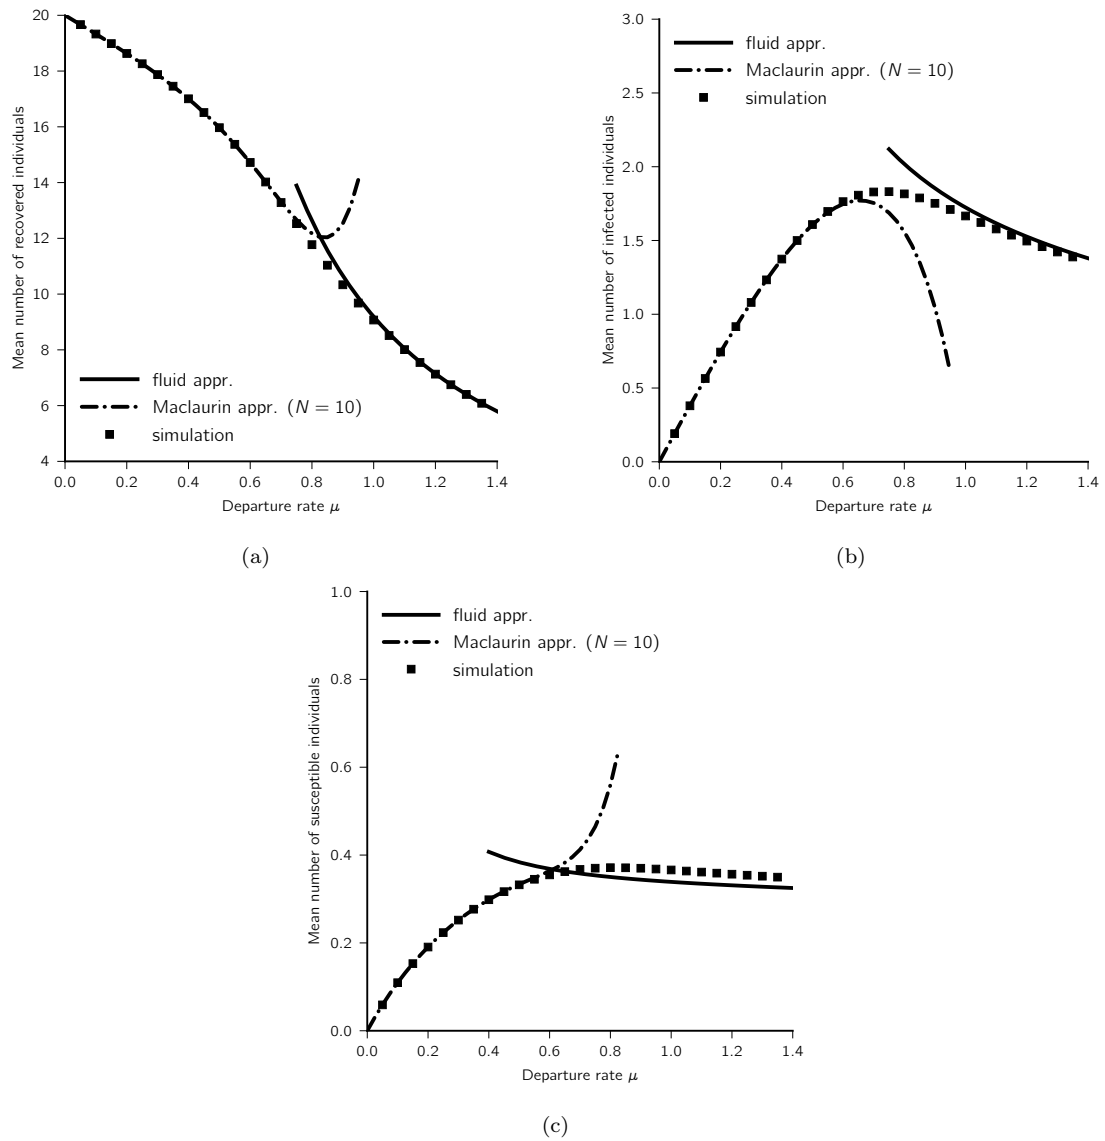 20
18
16
14
12
10
8
6
4
Mean number of recovered individuals
fluid appr.
Maclaurin appr. (N = 10)
simulation
0.0 0.2 0.4 0.6 0.8 1.0 1.2 1.4
Departure rate μ
(a)
3.0
2.5
2.0
1.5
1.0
0.5
0.0
Mean number of infected individuals
fluid appr.
Maclaurin appr. (N = 10)
simulation
0.0 0.2 0.4 0.6 0.8 1.0 1.2 1.4
Departure rate μ
(b)
1.0
0.8
0.6
0.4
0.2
0.0
Mean number of susceptible individuals
fluid appr.
Maclaurin appr. (N = 10)
simulation
0.0 0.2 0.4 0.6 0.8 1.0 1.2 1.4
Departure rate μ
(c)